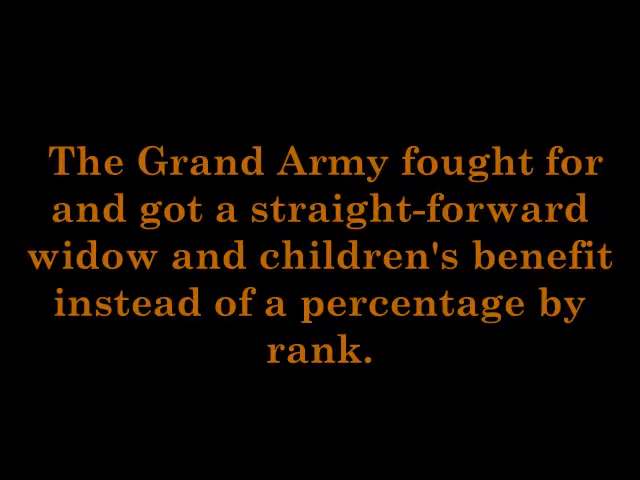 The Grand Army fought for
and got a straight-forward
widow and children's benefit
instead of a percentage by
rank.